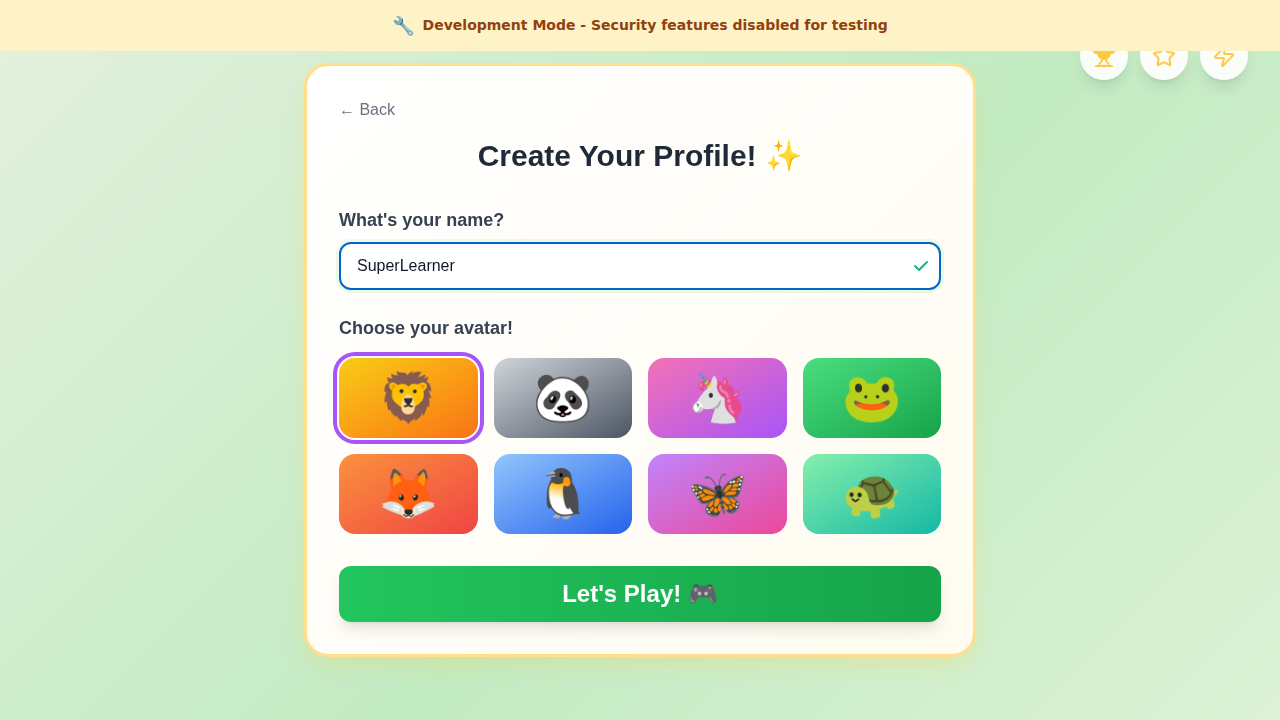 🔧 Development Mode - Security features disabled for testing
← Back
Create Your Profile! ✨
What's your name?
SuperLearner
Choose your avatar!
Let's Play! 🎮